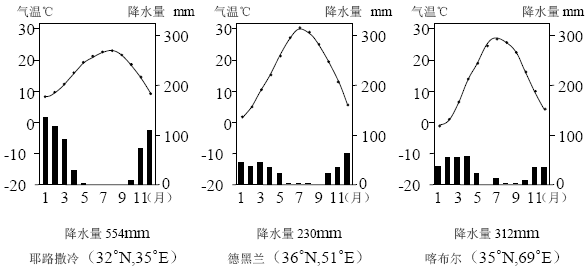 气温℃ 降水量 mm 气温℃ 降水量 mm 气温℃ 降水量 mm
30 300 30 300 30 300
20 200 20 200 20 200
10 10 10
0 100 0 100 0 100
-10 -10 -10
-20 0 -20 0 -20 0
1 3 5 7 9 11（月） 1 3 5 7 9 11（月） 1 3 5 7 9 11（月）
降水量 554mm 降水量 230mm 降水量 312mm
耶路撒冷（32°N,35°E） 德黑兰（36°N,51°E） 喀布尔（35°N,69°E）